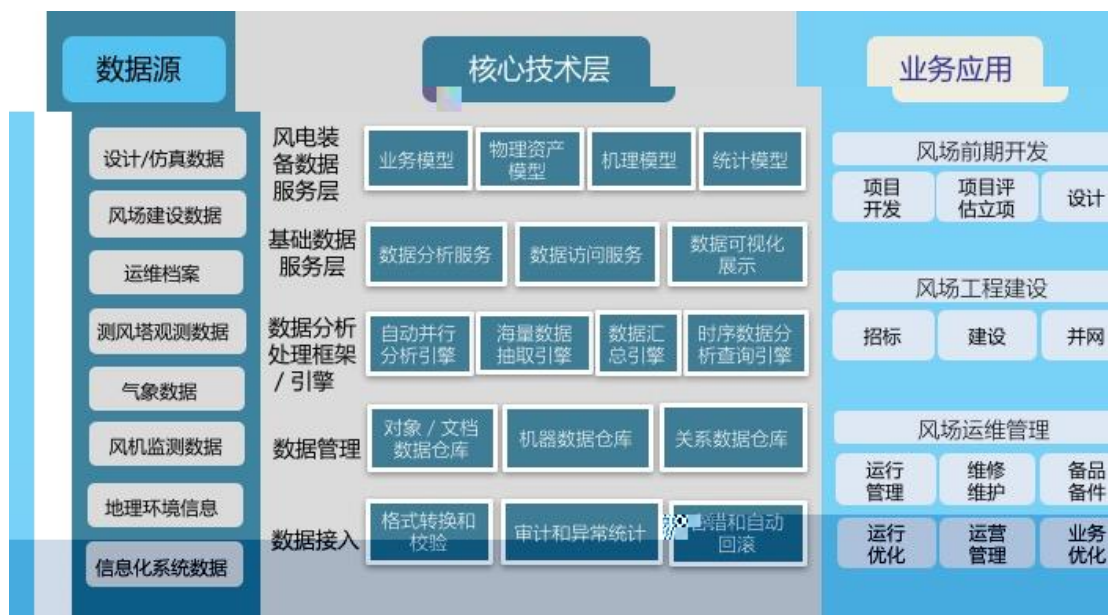 数据源
设计/仿真数据
风场建设数据
运维档案
测风塔观测数据
气象数据
风机监测数据
地理环境信息
信息化系统数据
核心技术层
风电装
备数据
服务层
业务模型
物理资产
模型
机理模型
统计模型
基础数据
服务层
数据分析服务
数据访问服务
数据可视化
展示
数据分析
处理框架
/ 引擎
自动并行
分析引擎
海量数据
抽取引擎
数据汇
总引擎
时序数据分
析查询引擎
数据管理
对象 / 文档
数据仓库
机器数据仓库
关系数据仓库
数据接入
格式转换和
校验
审计和异常统计
错和自动
回滚
业务应用
风场前期开发
项目
开发
项目评
估立项
设计
风场工程建设
招标
建设
并网
风场运维管理
运行
管理
维修
维护
备品
备件
运行
优化
运营
管理
业务
优化